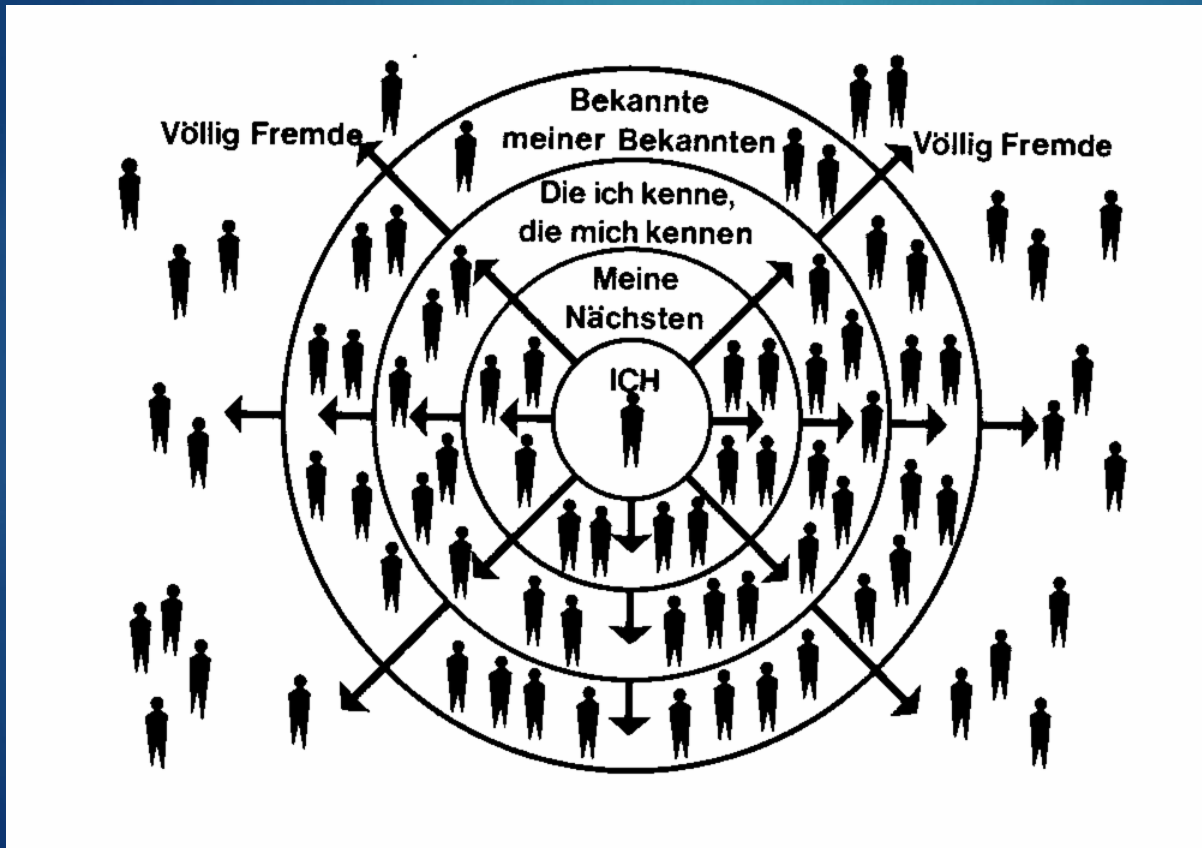 Bekannte
meiner Bekannten
Völlig Fremde
Völlig Fremde
Die ich kenne,
die mich kennen
Meine
Nächsten
ICH